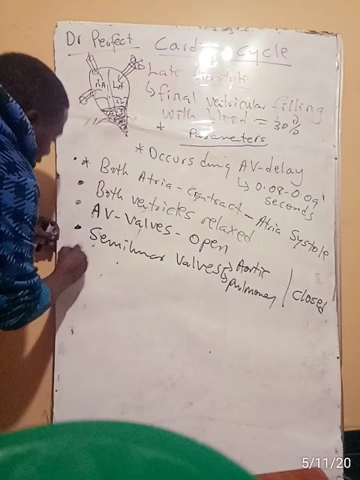 Dr Perfect
Cardiac cycle
RA LA
Late diastole
↳ final ventricular filling
with blood = 30%
* Parameters
* Occurs during AV-delay
↳ 0.08-0.09
seconds
* Both Atria - contract - Atria Systole
Both ventricles relaxed.
AV-valves - open
Semilunar Valves → Aortic
→ pulmonary
closed
5/11/20